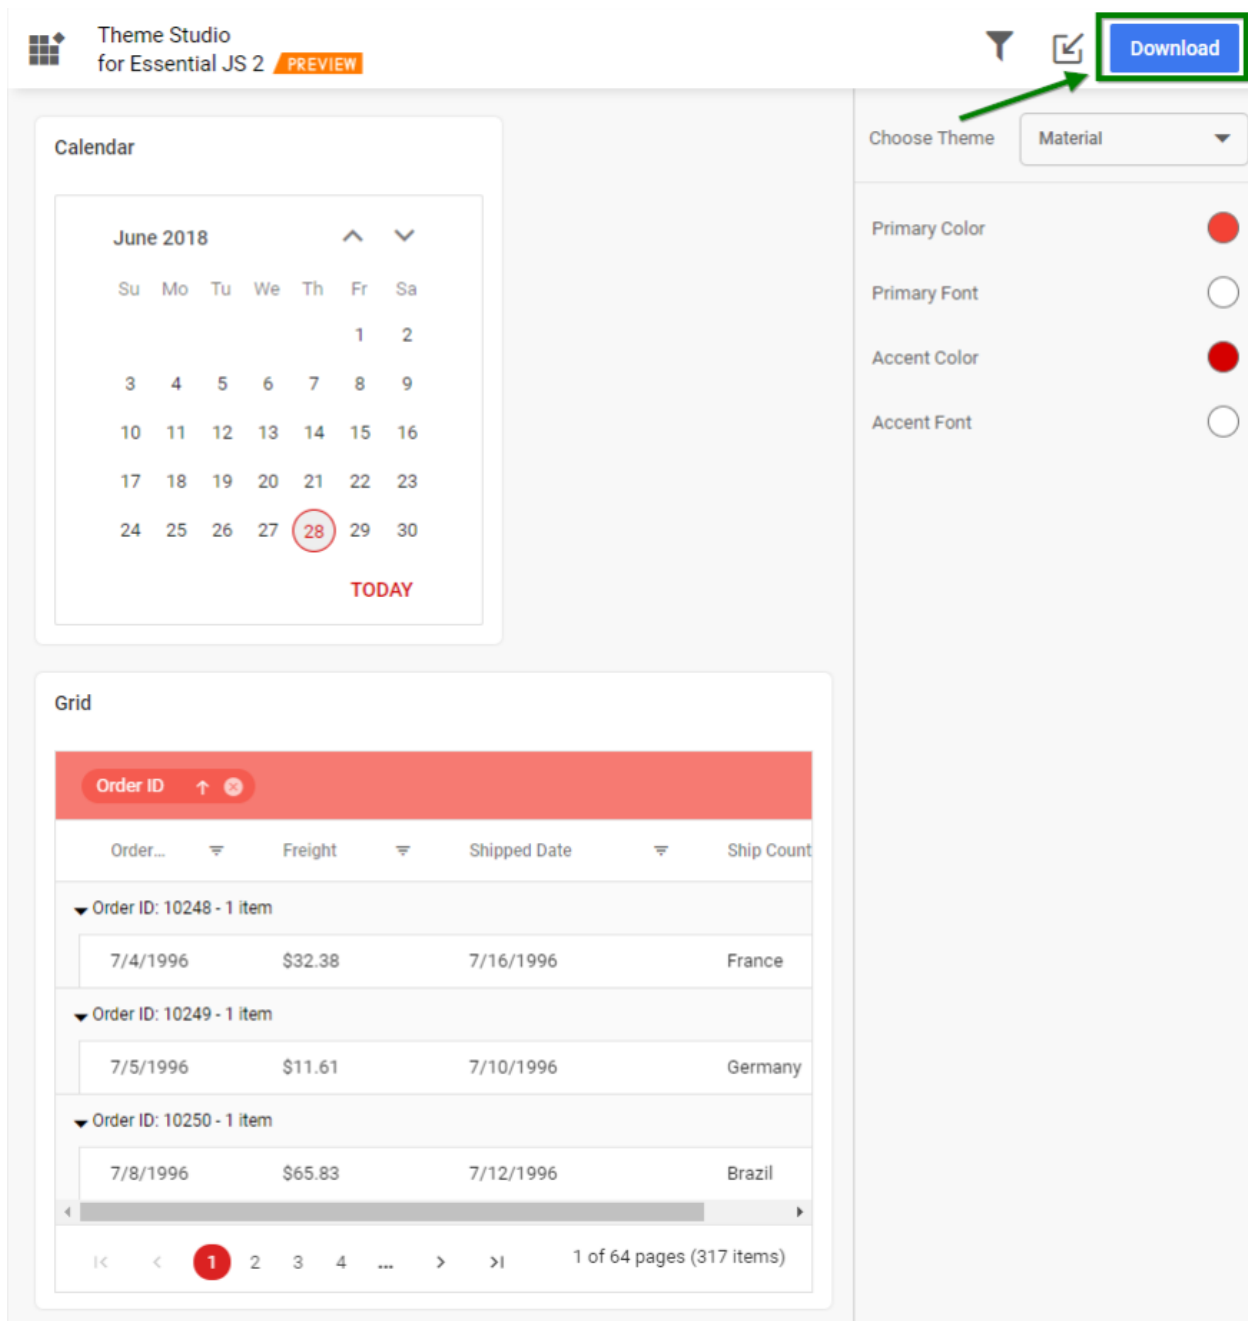 Theme Studio
for Essential JS 2 PREVIEW
Download
Choose Theme Material
Primary Color
Primary Font
Accent Color
Accent Font
Calendar
June 2018
Su Mo Tu We Th Fr Sa
1 2
3 4 5 6 7 8 9
10 11 12 13 14 15 16
17 18 19 20 21 22 23
24 25 26 27 28 29 30
TODAY
Grid
Order ID
Order... Freight Shipped Date Ship Count
Order ID: 10248 - 1 item
7/4/1996 $32.38 7/16/1996 France
Order ID: 10249 - 1 item
7/5/1996 $11.61 7/10/1996 Germany
Order ID: 10250 - 1 item
7/8/1996 $65.83 7/12/1996 Brazil
1 2 3 4 ... 1 of 64 pages (317 items)